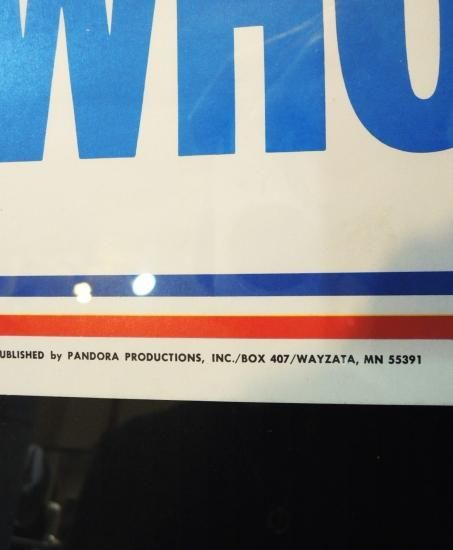 WHO
UBLISHED by PANDORA PRODUCTIONS, INC./BOX 407/WAYZATA, MN 55391